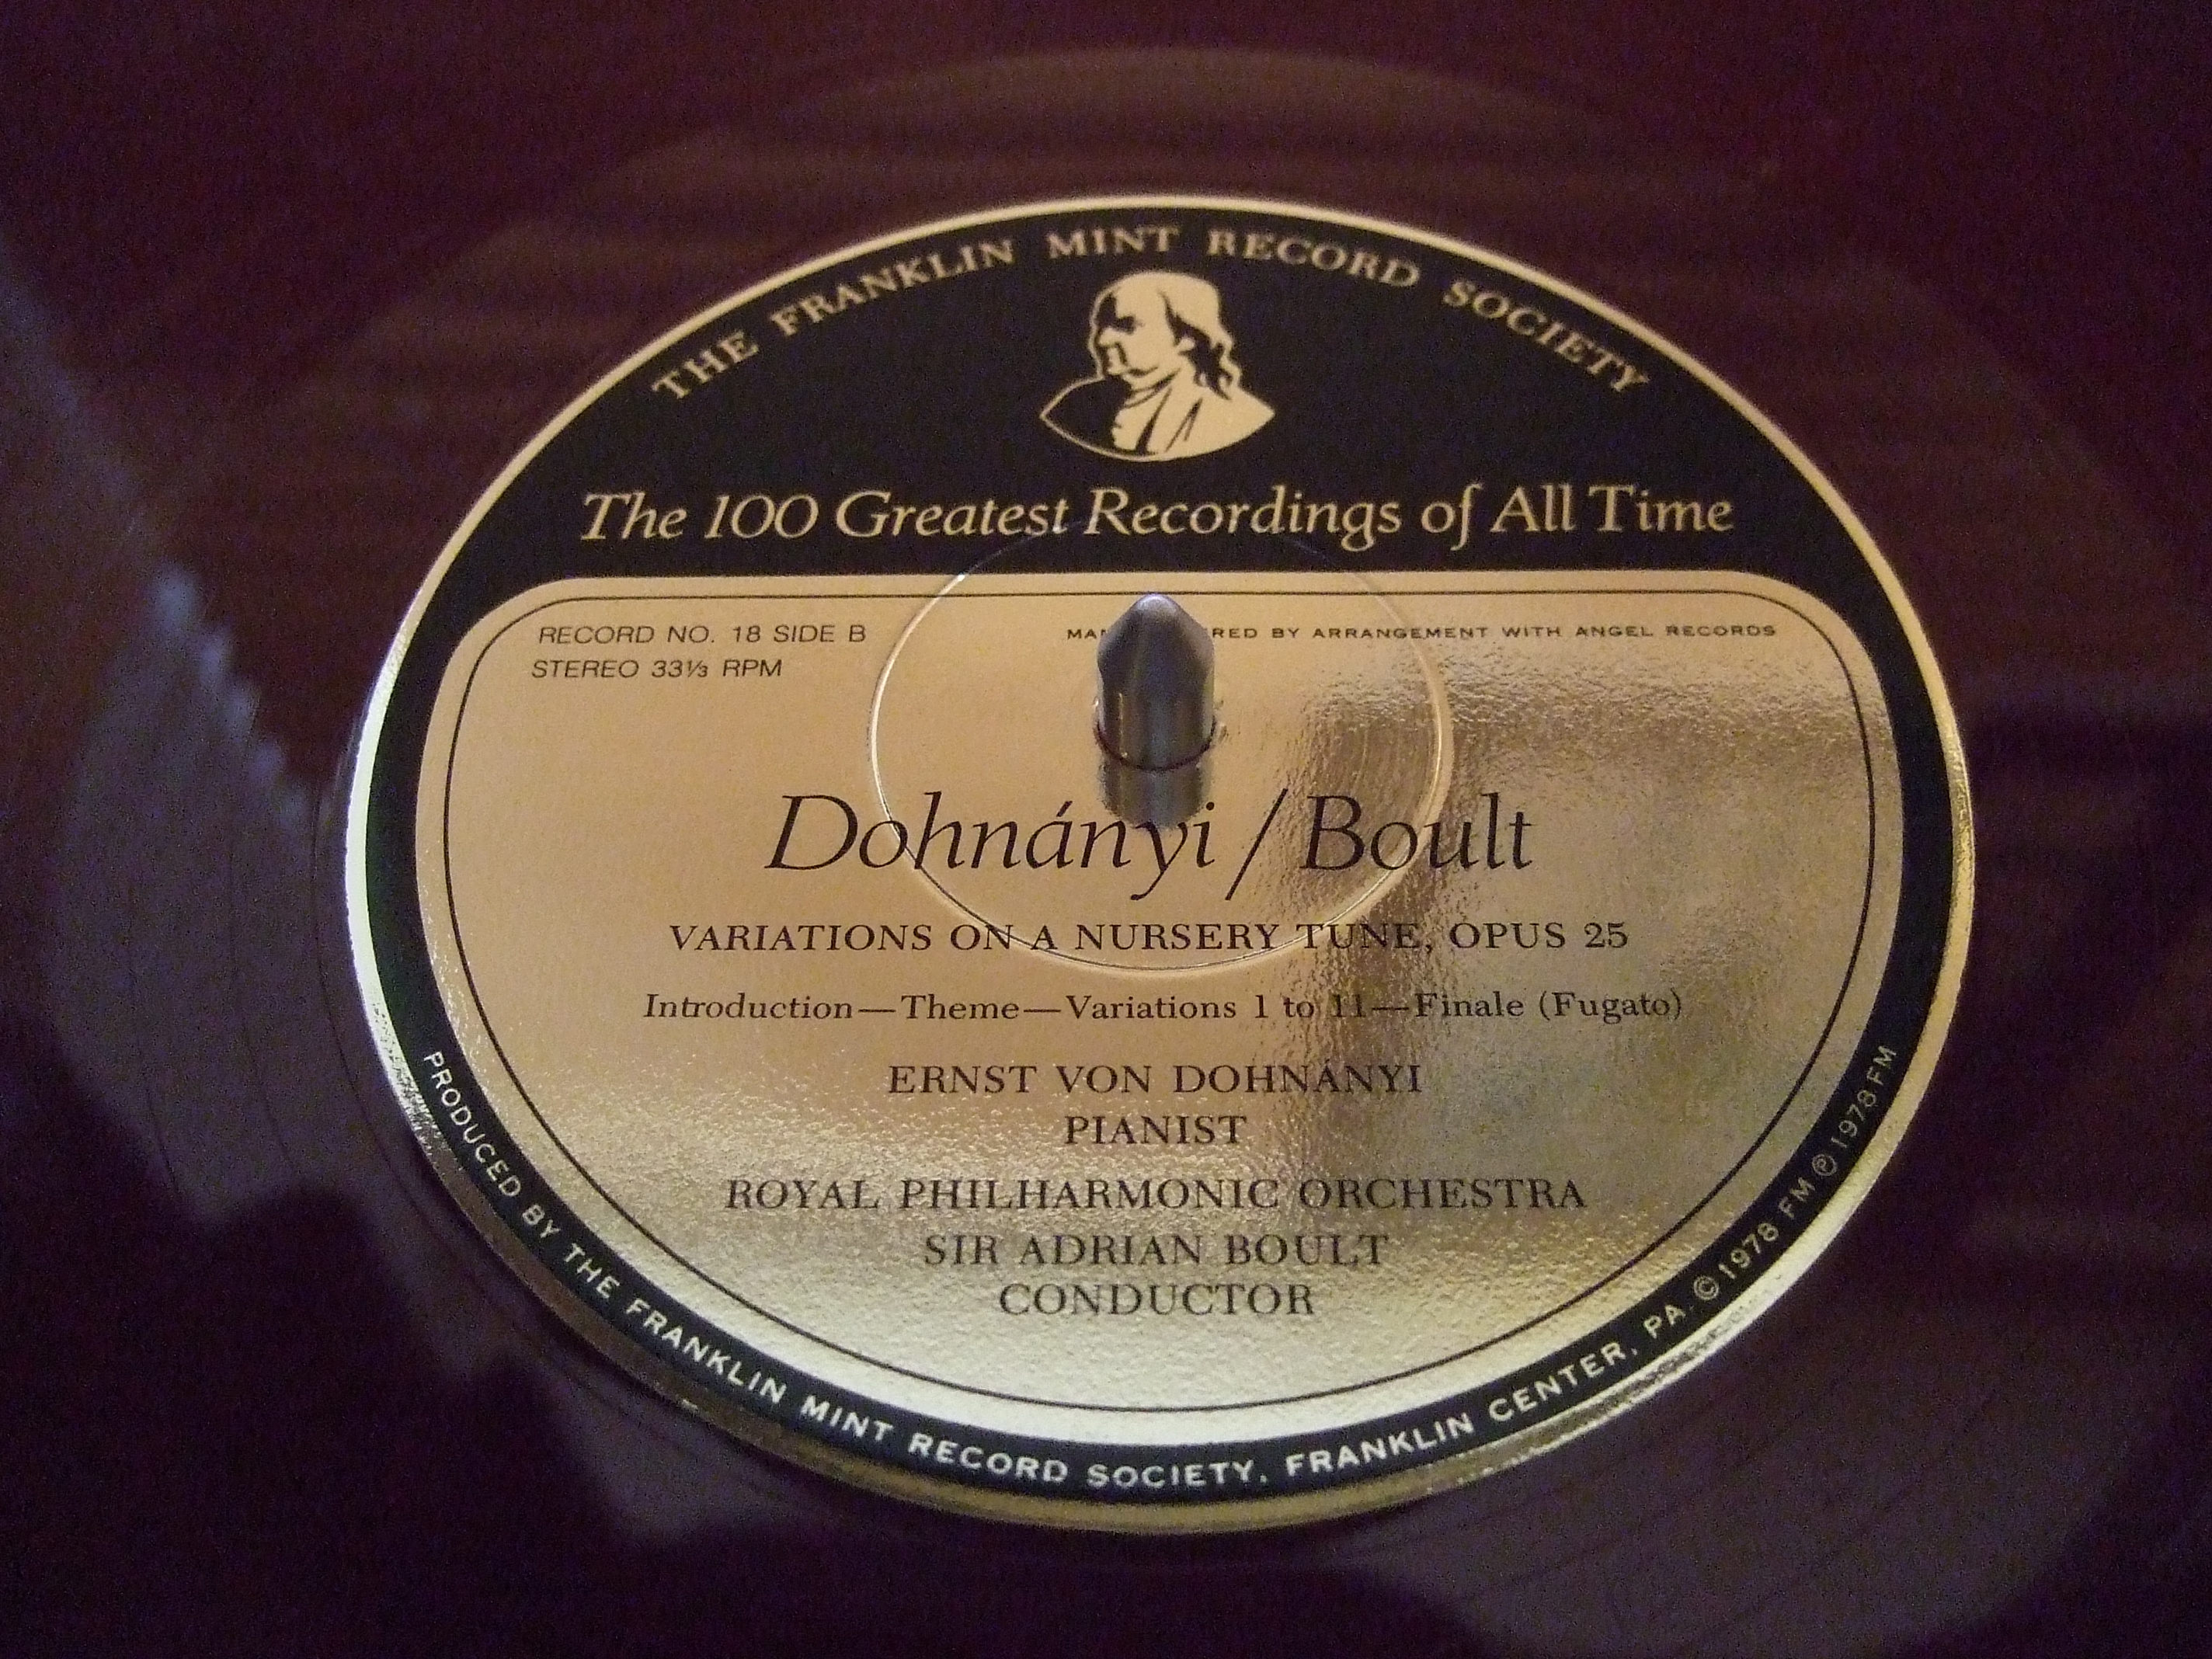 THE FRANKLIN MINT RECORD SOCIETY
The 100 Greatest Recordings of All Time
RECORD NO. 18 SIDE B
STEREO 33⅓ RPM
BY ARRANGEMENT WITH ANGEL RECORDS
Dohnányi / Boult
VARIATIONS ON A NURSERY TUNE, OPUS 25
Introduction—Theme—Variations 1 to 11—Finale (Fugato)
ERNST VON DOHNÁNYI
PIANIST
ROYAL PHILHARMONIC ORCHESTRA
SIR ADRIAN BOULT
CONDUCTOR
PRODUCED BY THE FRANKLIN MINT RECORD SOCIETY, FRANKLIN CENTER, PA. © 1978 FM ℗ 1978 FM